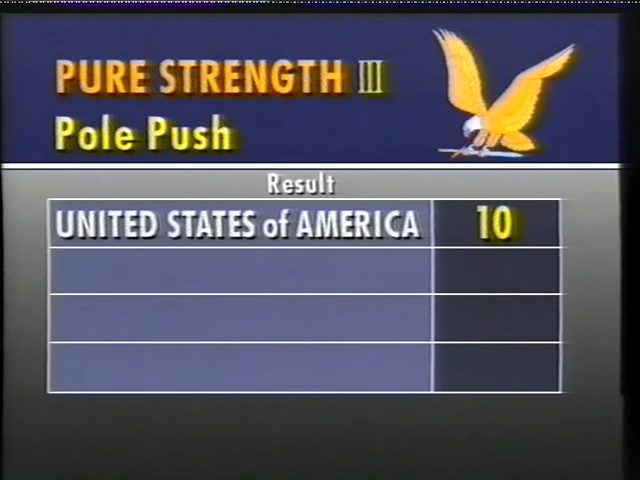 PURE STRENGTH III
Pole Push
Result
UNITED STATES of AMERICA 10